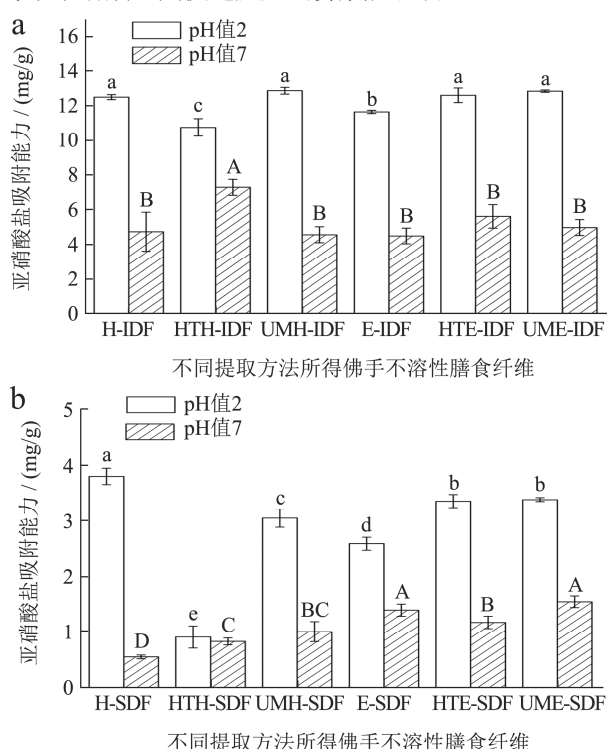 a
pH值2
pH值7
亚硝酸盐吸附能力/(mg/g)
16
14
12
10
8
6
4
2
0
a
B
c
A
a
B
b
B
a
B
a
B
H-IDF HTH-IDF UMH-IDF E-IDF HTE-IDF UME-IDF
不同提取方法所得佛手不溶性膳食纤维
b
pH值2
pH值7
亚硝酸盐吸附能力/(mg/g)
5
4
3
2
1
0
a
D
e
C
c
BC
d
A
b
B
b
A
H-SDF HTH-SDF UMH-SDF E-SDF HTE-SDF UME-SDF
不同提取方法所得佛手不溶性膳食纤维